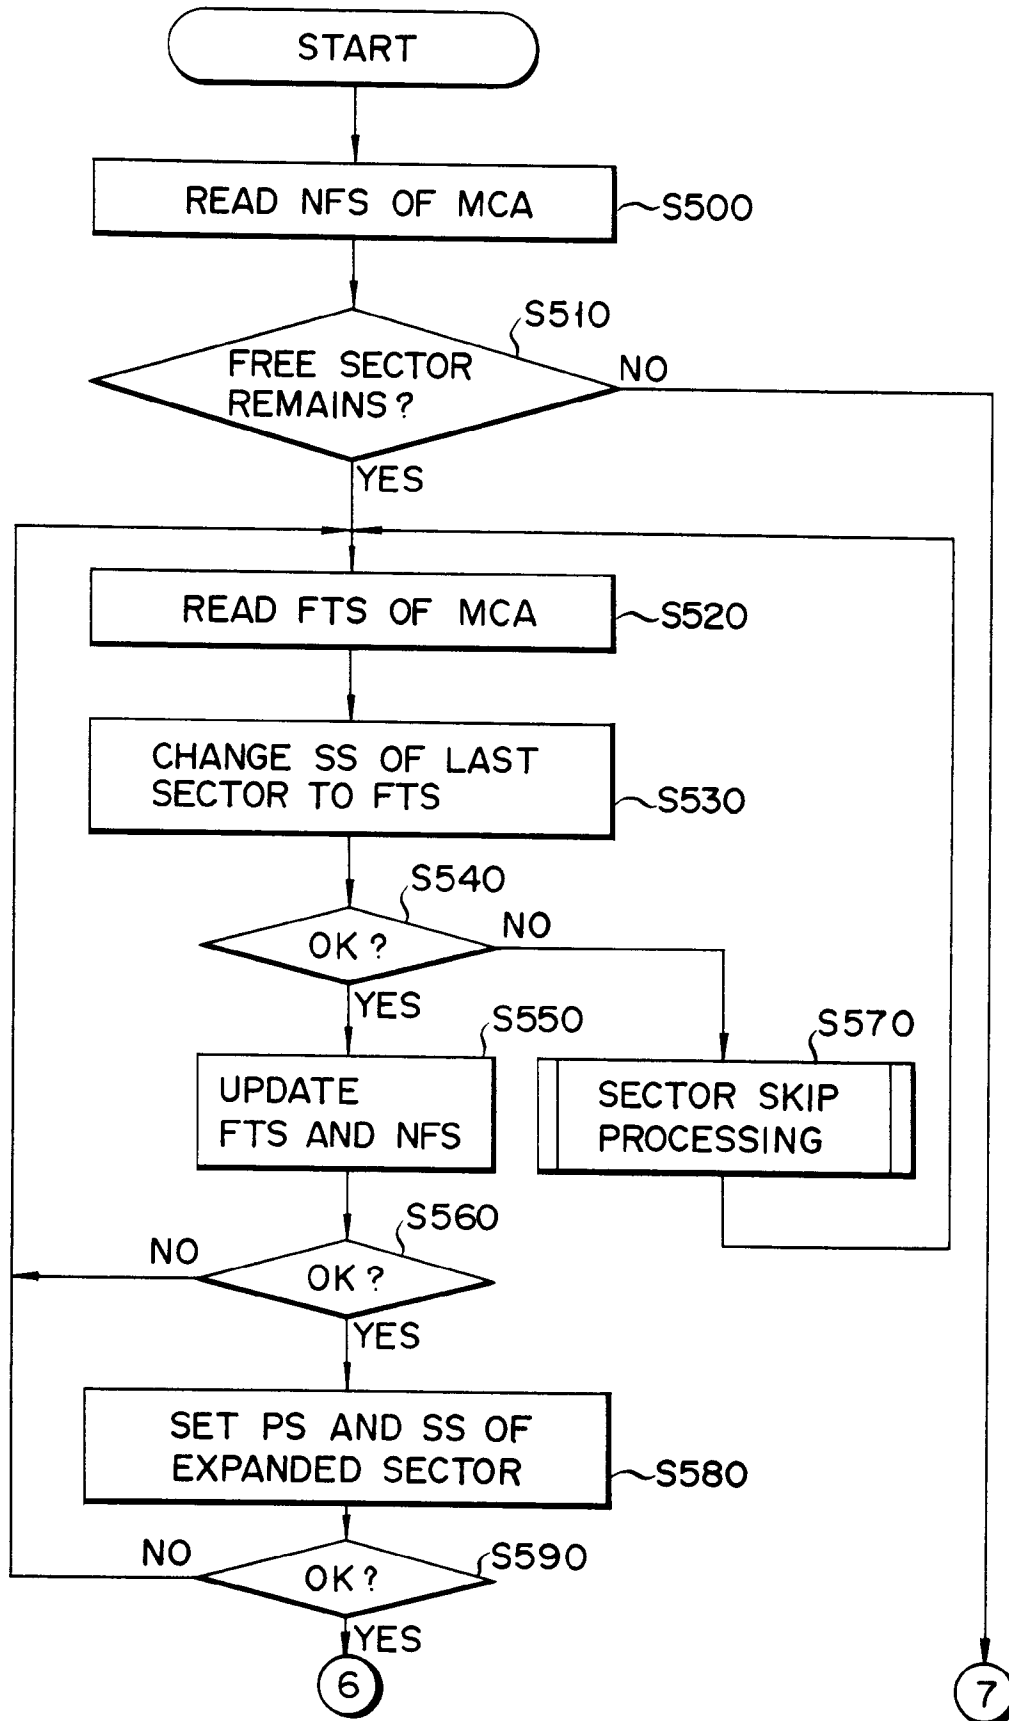 START
READ NFS OF MCA
S500
S510
FREE SECTOR
REMAINS?
NO
YES
READ FTS OF MCA
S520
CHANGE SS OF LAST
SECTOR TO FTS
S530
S540
OK?
NO
YES
S550
UPDATE
FTS AND NFS
S570
SECTOR SKIP
PROCESSING
S560
NO
OK?
YES
SET PS AND SS OF
EXPANDED SECTOR
S580
NO
S590
OK?
YES
6
7